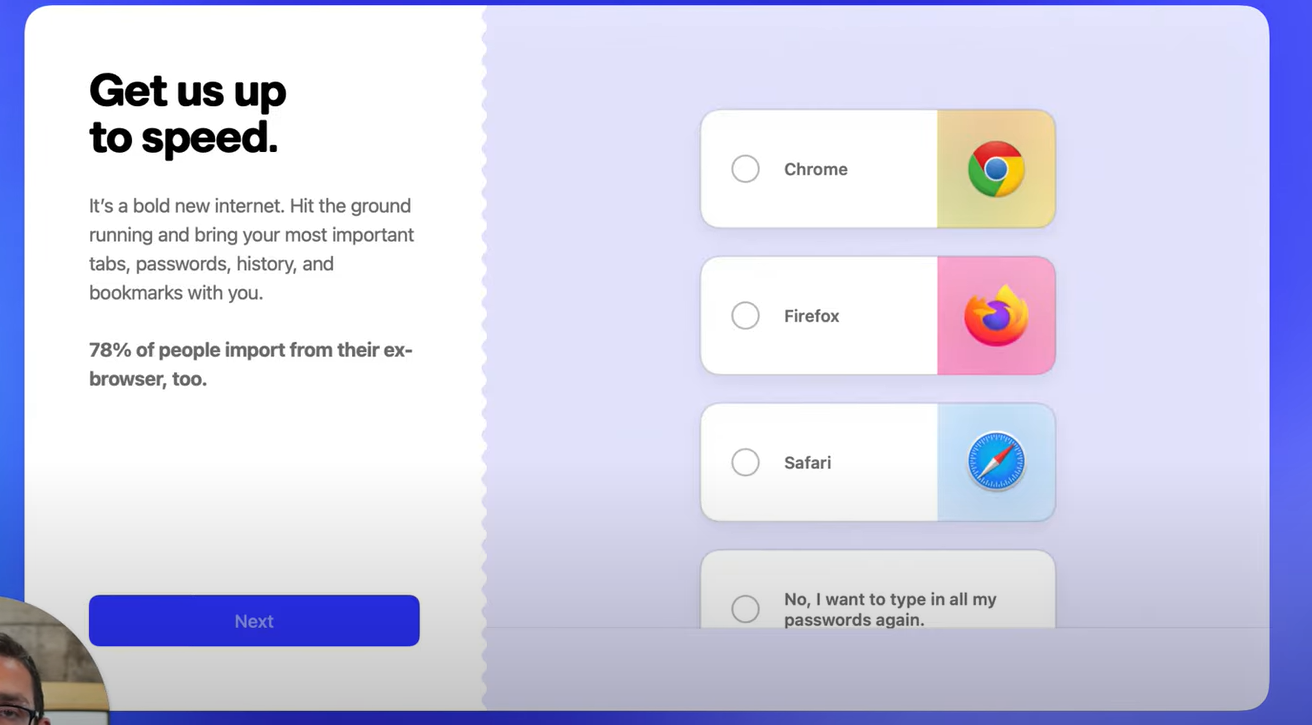 Get us up
to speed.
It’s a bold new internet. Hit the ground
running and bring your most important
tabs, passwords, history, and
bookmarks with you.
78% of people import from their ex-
browser, too.
Next
Chrome
Firefox
Safari
No, I want to type in all my
passwords again.